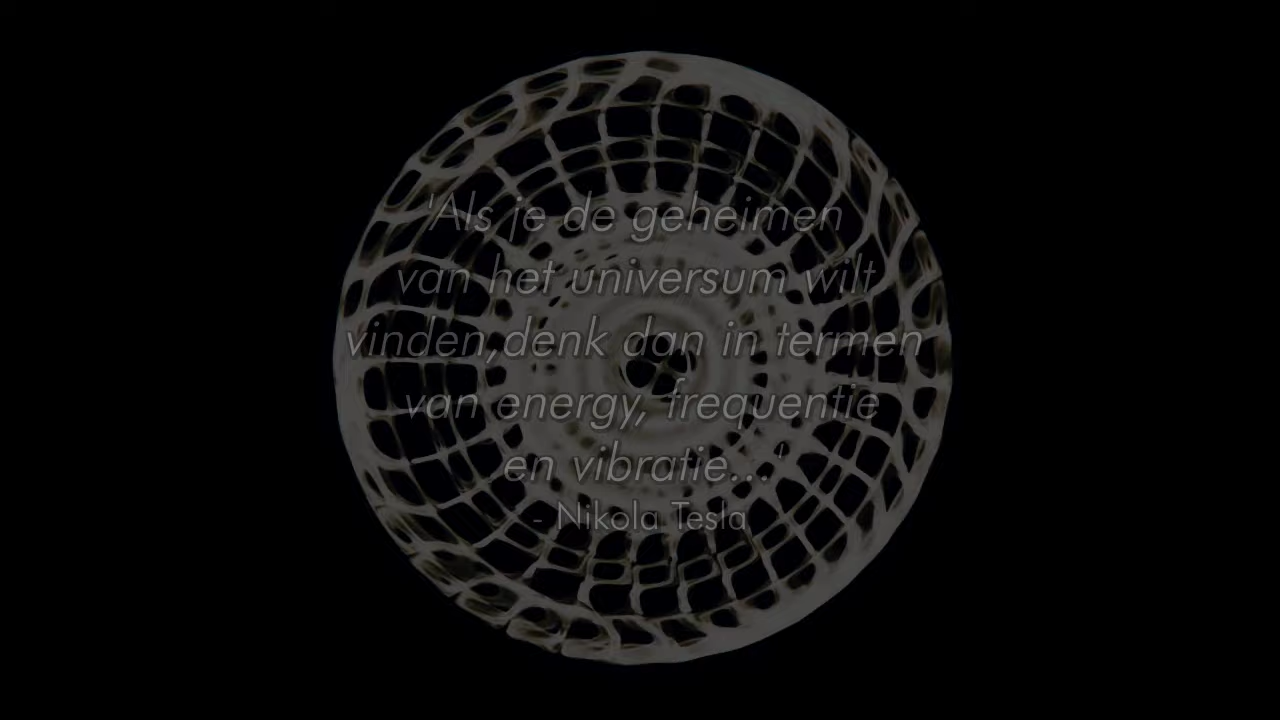 'Als je de geheimen
van het universum wilt
vinden,denk dan in termen
van energy, frequentie
en vibratie...'
- Nikola Tesla